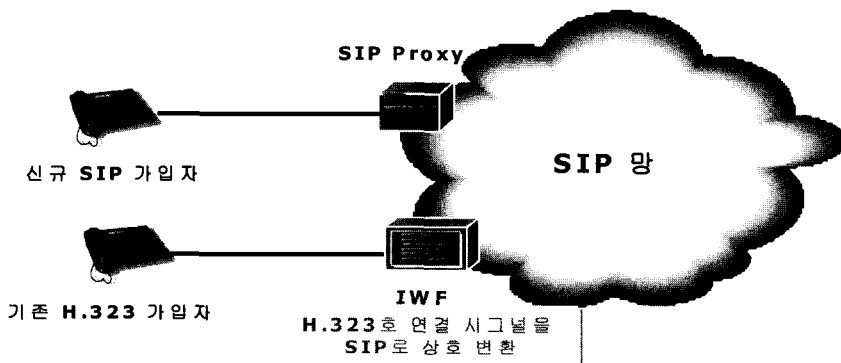 SIP Proxy
신규 SIP 가입자
SIP 망
기존 H.323 가입자
IWF
H.323호 연결 시그널을
SIP로 상호 변환